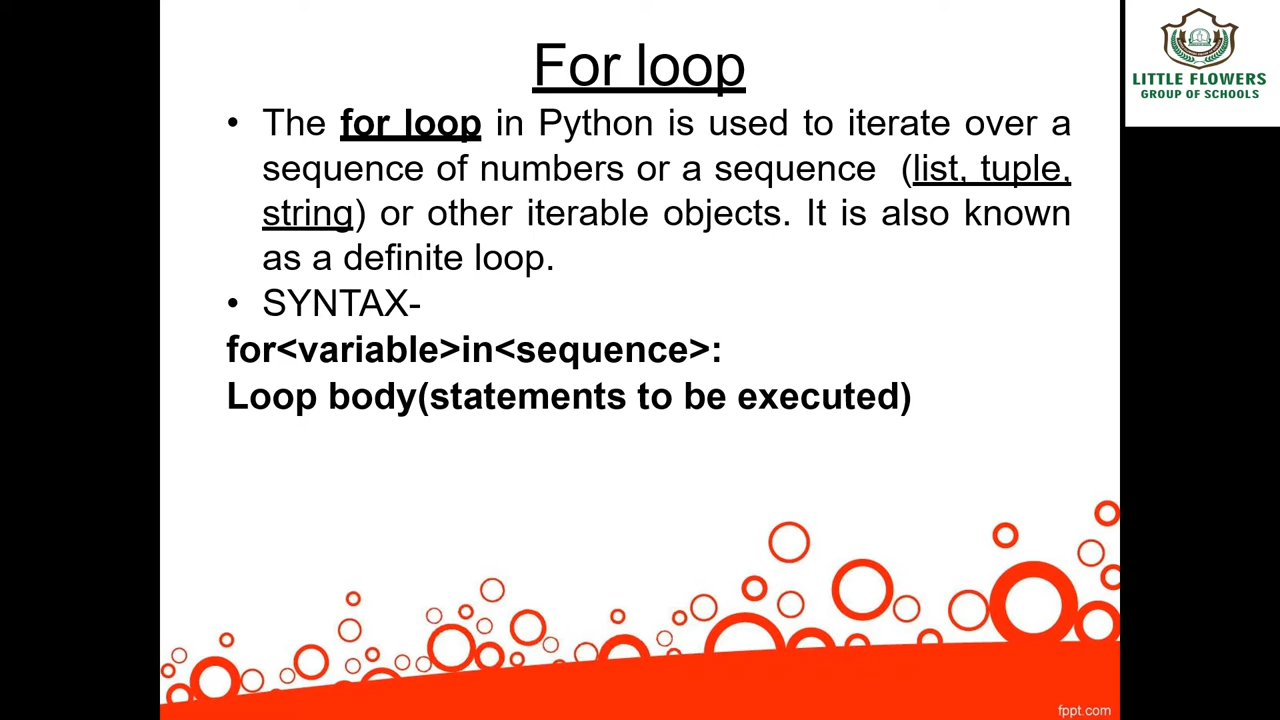 For loop
LITTLE FLOWERS
GROUP OF SCHOOLS
• The for loop in Python is used to iterate over a
sequence of numbers or a sequence (list, tuple,
string) or other iterable objects. It is also known
as a definite loop.
• SYNTAX-
for<variable>in<sequence>:
Loop body(statements to be executed)
fppt.com